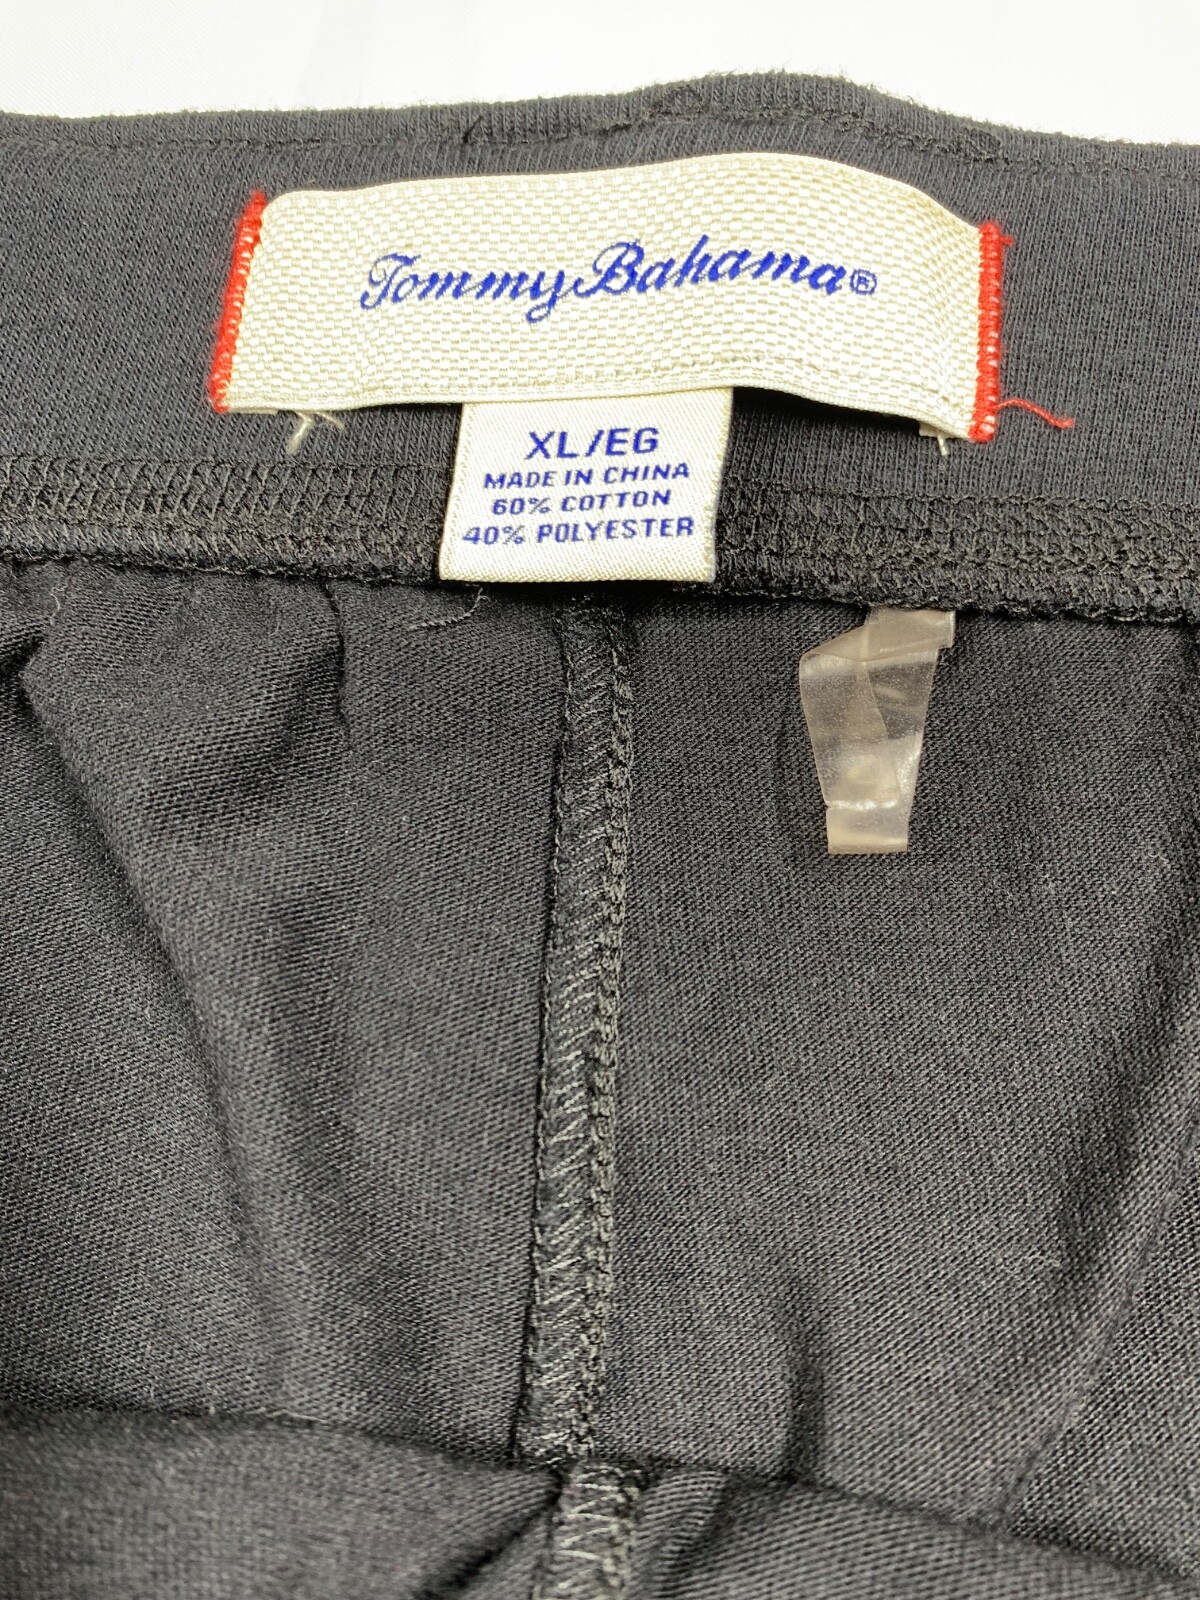 Tommy Bahama®
XL/EG
MADE IN CHINA
60% COTTON
40% POLYESTER